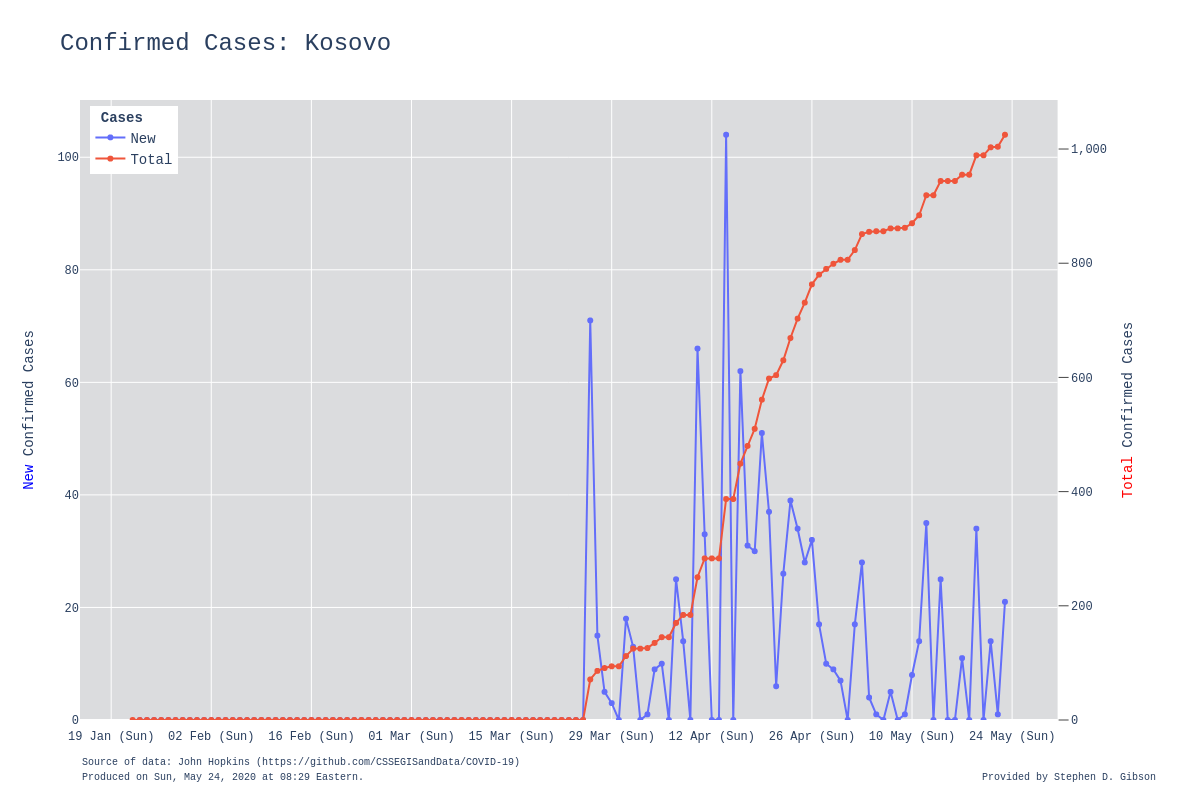 Confirmed Cases: Kosovo
Cases
New
Total
100
80
60
40
20
0
1,000
800
600
400
200
0
New Confirmed Cases
Total Confirmed Cases
19 Jan (Sun) 02 Feb (Sun) 16 Feb (Sun) 01 Mar (Sun) 15 Mar (Sun) 29 Mar (Sun) 12 Apr (Sun) 26 Apr (Sun) 10 May (Sun) 24 May (Sun)
Source of data: John Hopkins (https://github.com/CSSEGISandData/COVID-19)
Produced on Sun, May 24, 2020 at 08:29 Eastern.
Provided by Stephen D. Gibson